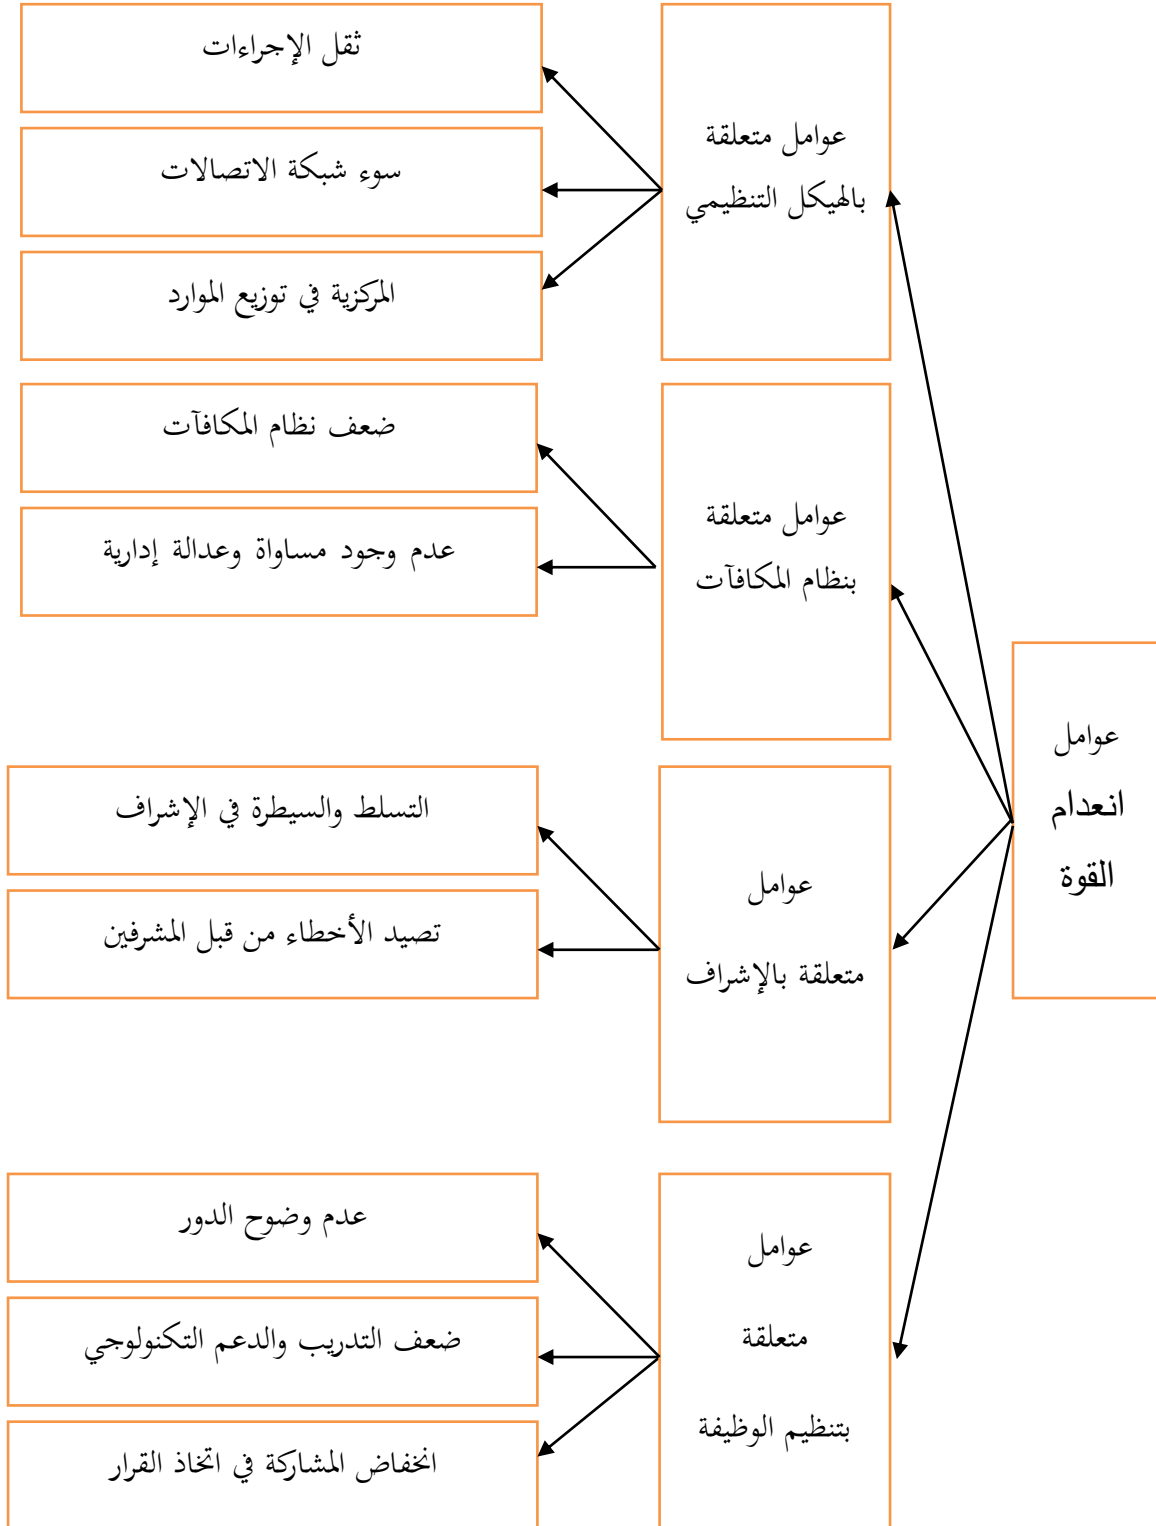 عوامل
انعدام
القوة
عوامل متعلقة
بالهيكل التنظيمي
ثقل الإجراءات
سوء شبكة الاتصالات
المركزية في توزيع الموارد
عوامل متعلقة
بنظام المكافآت
ضعف نظام المكافآت
عدم وجود مساواة وعدالة إدارية
عوامل
متعلقة بالإشراف
التسلط والسيطرة في الإشراف
تصيد الأخطاء من قبل المشرفين
عوامل
متعلقة
بتنظيم الوظيفة
عدم وضوح الدور
ضعف التدريب والدعم التكنولوجي
انخفاض المشاركة في اتخاذ القرار